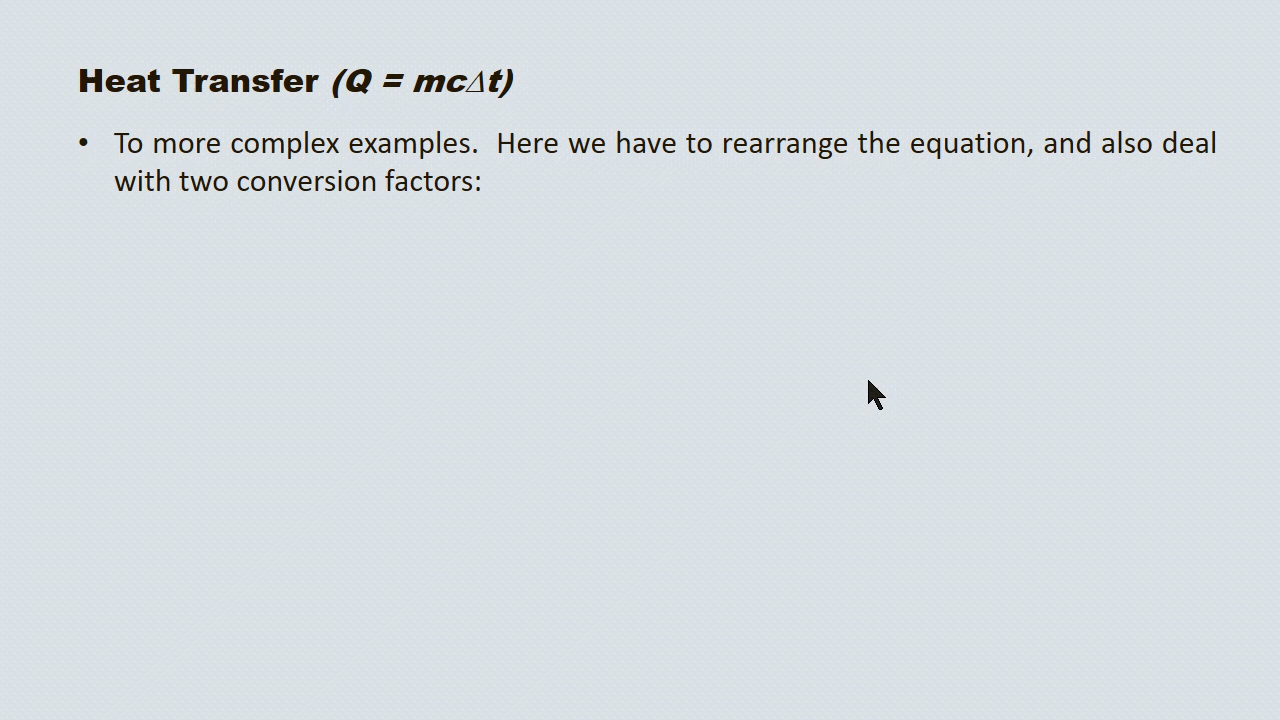 Heat Transfer (Q = mc∆t)
• To more complex examples.  Here we have to rearrange the equation, and also deal
with two conversion factors: